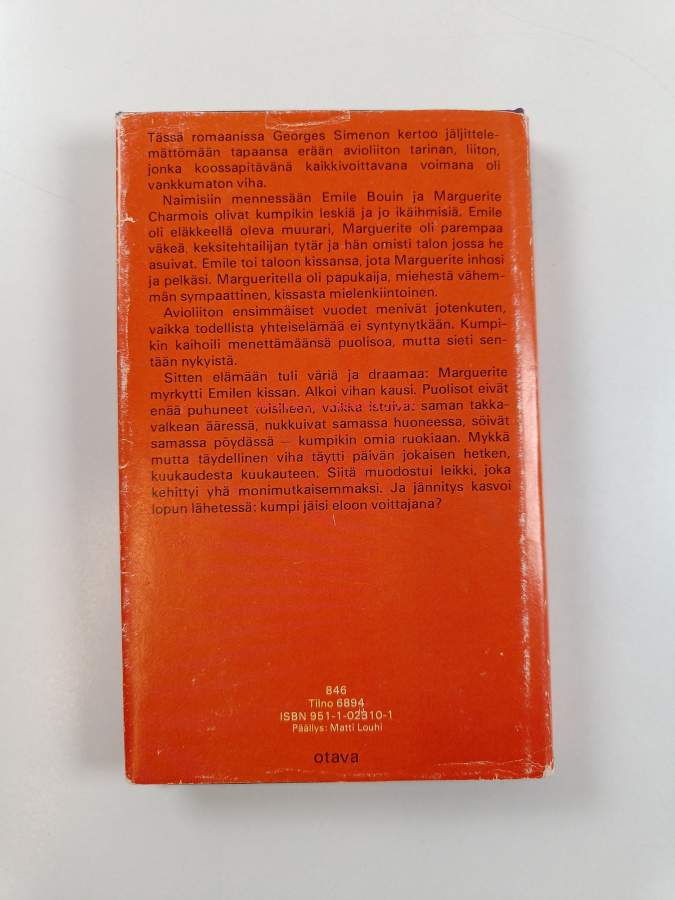 Tässä romaanissa Georges Simenon kertoo jäljittele-
mättömään tapaansa erään avioliiton tarinan, liiton,
jonka koossapitävänä kaikkivoittavana voimana oli
vankkumaton viha.
Naimisiin mennessään Emile Bouin ja Marguerite
Charmois olivat kumpikin leskiä ja jo ikäihmisiä. Emile
oli eläkkeellä oleva muurari, Marguerite oli parempaa
väkeä, keksitehtailijan tytär ja hän omisti talon jossa he
asuivat. Emile toi taloon kissansa, jota Marguerite inhosi
ja pelkäsi. Margueritella oli papukaija, miehestä vähem-
män sympaattinen, kissasta mielenkiintoinen.
Avioliiton ensimmäiset vuodet menivät jotenkuten,
vaikka todellista yhteiselämää ei syntynytkään. Kumpi-
kin kaihoili menettämäänsä puolisoa, mutta sieti sen-
tään nykyistä.
Sitten elämään tuli väriä ja draamaa: Marguerite
myrkytti Emilen kissan. Alkoi vihan kausi. Puolisot eivät
enää puhuneet toisilleen, vaikka istuivat saman takka-
valkean ääressä, nukkuivat samassa huoneessa, söivät
samassa pöydässä – kumpikin omia ruokiaan. Mykkä
mutta täydellinen viha täytti päivän jokaisen hetken,
kuukaudesta kuukauteen. Siitä muodostui leikki, joka
kehittyi yhä monimutkaisemmaksi. Ja jännitys kasvoi
lopun lähetessä: kumpi jäisi eloon voittajana?
846
Tilno 6894
ISBN 951-1-02310-1
Päällys: Matti Louhi
otava